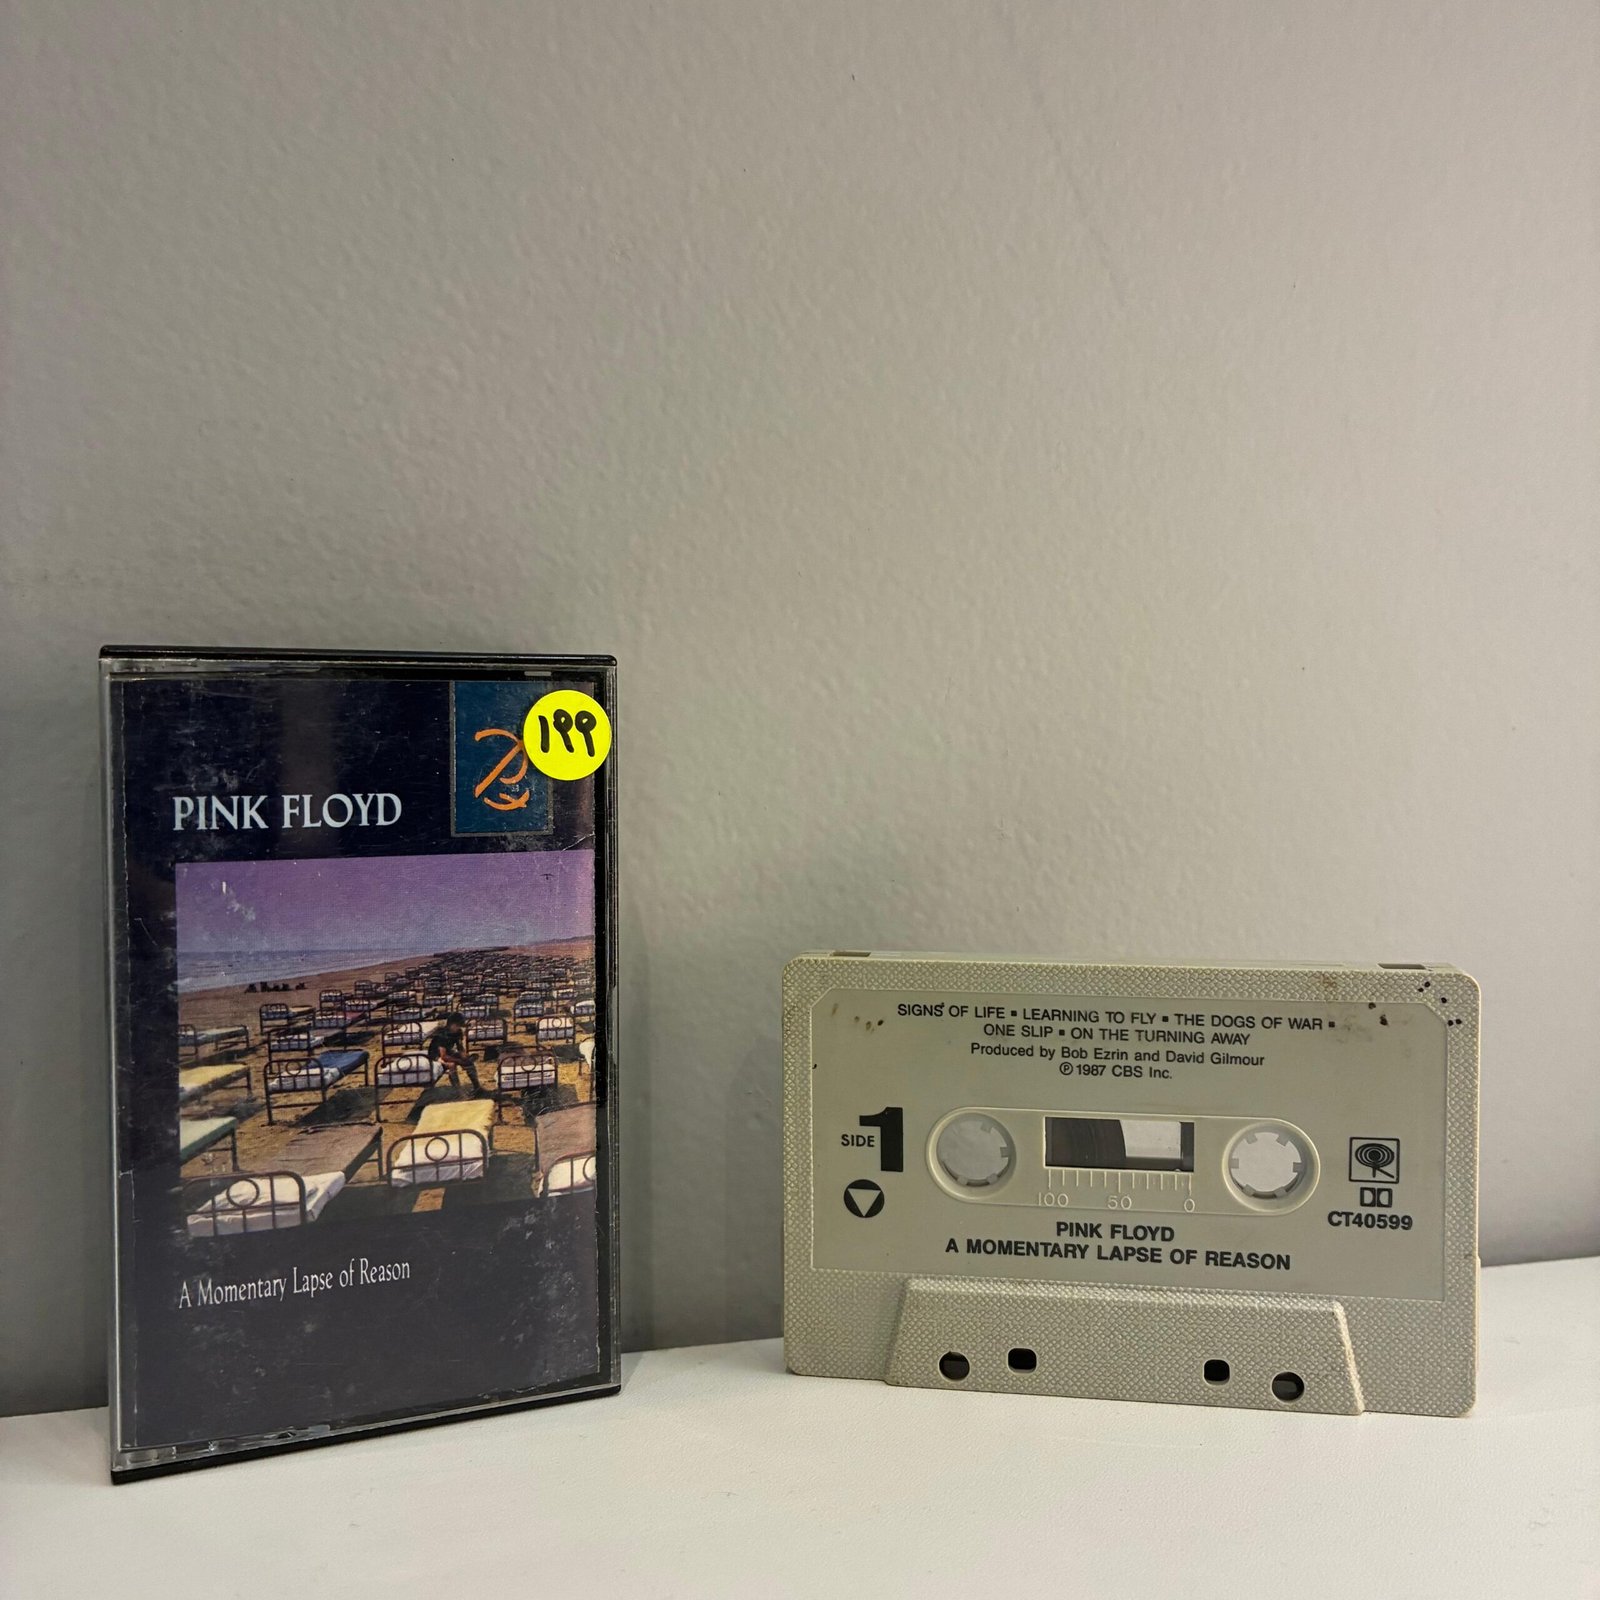 199
PINK FLOYD
A Momentary Lapse of Reason
SIGNS OF LIFE ▪ LEARNING TO FLY ▪ THE DOGS OF WAR ▪
ONE SLIP ▪ ON THE TURNING AWAY
Produced by Bob Ezrin and David Gilmour
℗ 1987 CBS Inc.
SIDE 1
100 50 0
CT40599
PINK FLOYD
A MOMENTARY LAPSE OF REASON